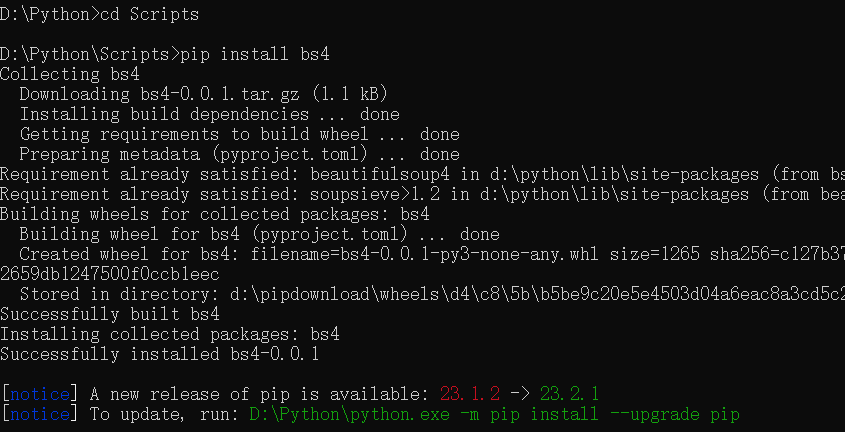 D:\Python>cd Scripts
D:\Python\Scripts>pip install bs4
Collecting bs4
  Downloading bs4-0.0.1.tar.gz (1.1 kB)
  Installing build dependencies ... done
  Getting requirements to build wheel ... done
  Preparing metadata (pyproject.toml) ... done
Requirement already satisfied: beautifulsoup4 in d:\python\lib\site-packages (from bs
Requirement already satisfied: soupsieve>1.2 in d:\python\lib\site-packages (from bea
Building wheels for collected packages: bs4
  Building wheel for bs4 (pyproject.toml) ... done
  Created wheel for bs4: filename=bs4-0.0.1-py3-none-any.whl size=1265 sha256=c127b37
2659db1247500f0ccb1eec
  Stored in directory: d:\pipdownload\wheels\d4\c8\5b\b5be9c20e5e4503d04a6eac8a3cd5c2
Successfully built bs4
Installing collected packages: bs4
Successfully installed bs4-0.0.1
[notice] A new release of pip is available: 23.1.2 -> 23.2.1
[notice] To update, run: D:\Python\python.exe -m pip install --upgrade pip